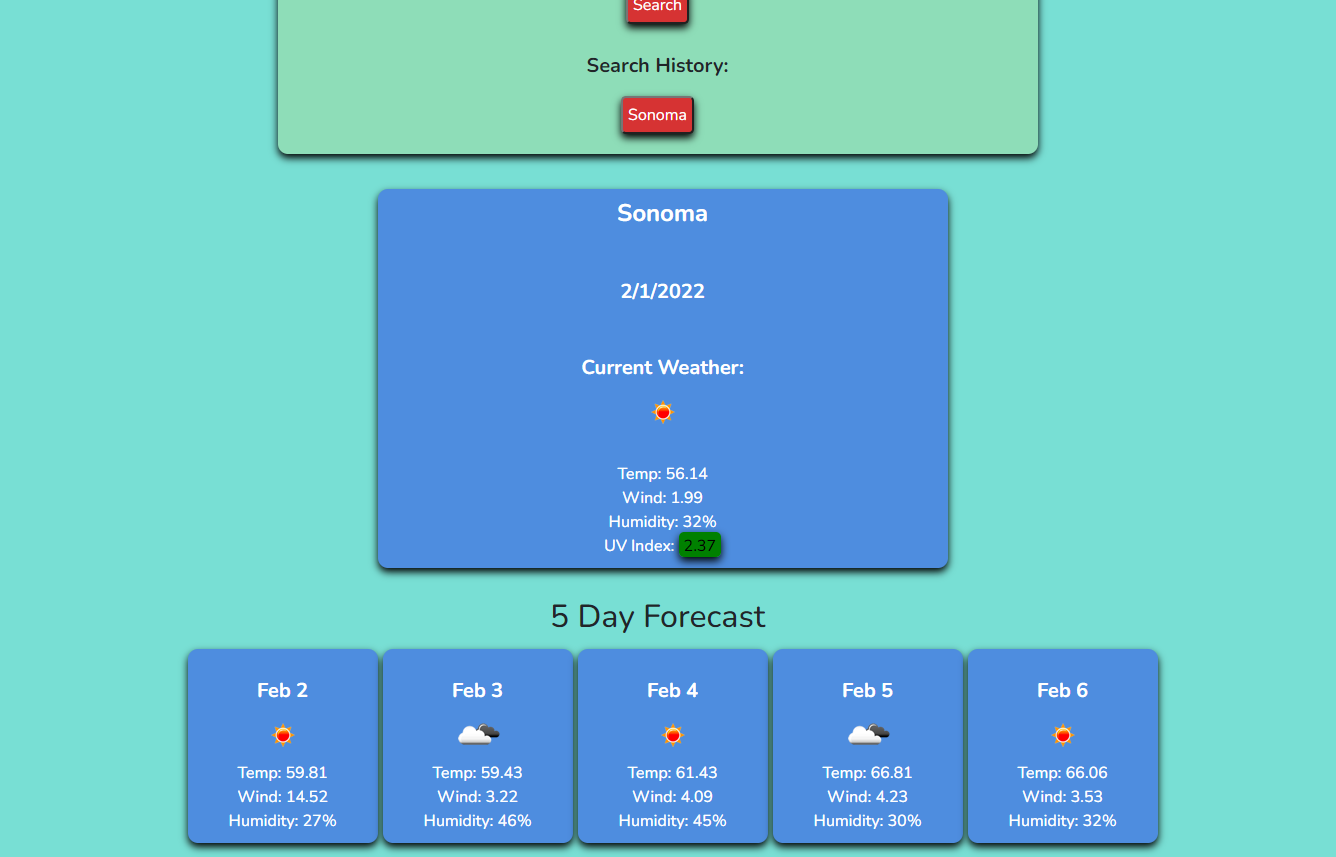 Search
Search History:
Sonoma
Sonoma
2/1/2022
Current Weather:
Temp: 56.14
Wind: 1.99
Humidity: 32%
UV Index: 2.37
5 Day Forecast
Feb 2
Temp: 59.81
Wind: 14.52
Humidity: 27%
Feb 3
Temp: 59.43
Wind: 3.22
Humidity: 46%
Feb 4
Temp: 61.43
Wind: 4.09
Humidity: 45%
Feb 5
Temp: 66.81
Wind: 4.23
Humidity: 30%
Feb 6
Temp: 66.06
Wind: 3.53
Humidity: 32%